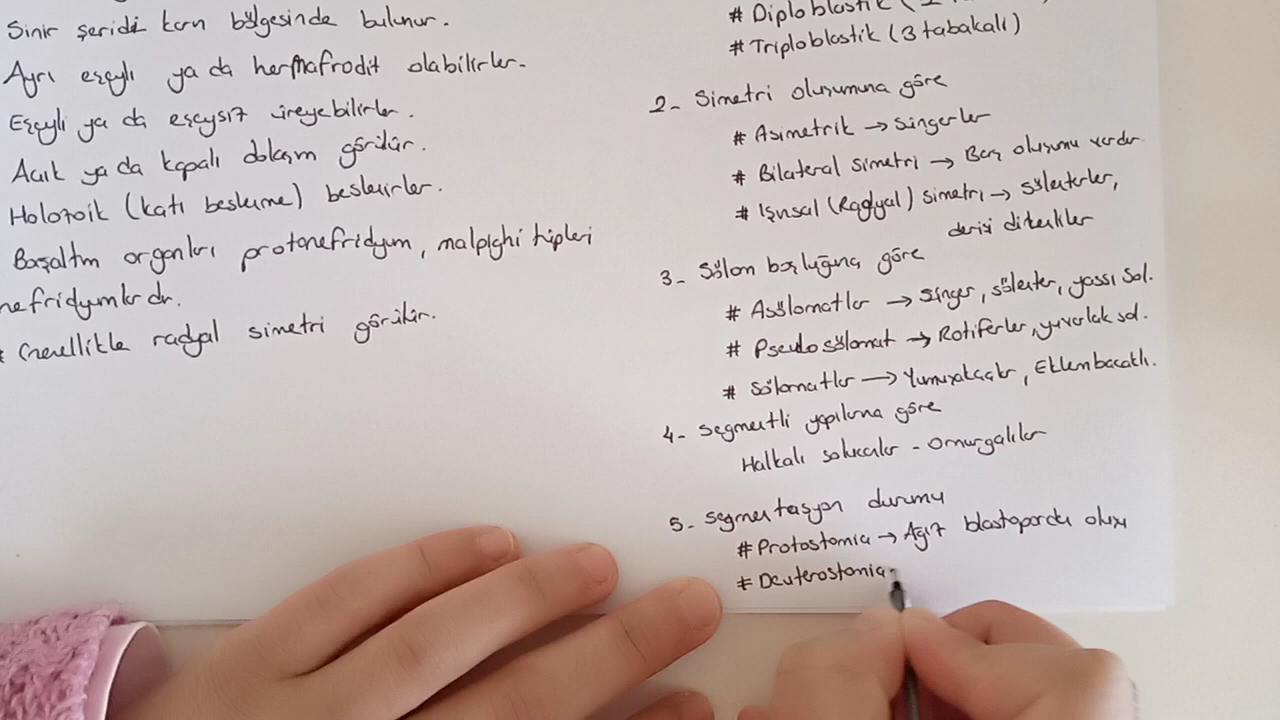 Sinir şeridi karın bölgesinde bulunur.
Ayrı eşeyli ya da hermafrodit olabilirler.
Eşeyli ya da eşeysiz üreyebilirler.
Açık ya da kapalı dolaşım görülür.
Holozoik (katı beslenme) beslenirler.
Boşaltım organları protonefridyum, malpighi tüpleri
nefridyumlardır.
# Genellikle radyal simetri görülür.
# Diploblastik (
# Triploblastik (3 tabakalı)
2- Simetri oluşumuna göre
# Asimetrik → Süngerler
# Bilateral simetri → Baş oluşumu vardır
# Işınsal (Radyal) simetri → Sölenterler,
derisi dikenliler
3- Sölom boşluğuna göre
# Asölomatlar → Sünger, sölenter, yassı sol.
# Pseudosölomat → Rotiferler, yuvarlak sol.
# Sölomatlar → Yumuşakçalar, Eklembacaklı.
4- Segmentli yapılarına göre
Halkalı solucanlar - Omurgalılar
5- Segmentasyon durumu
# Protostomia → Ağız blastopordan oluşur
# Deuterostomia